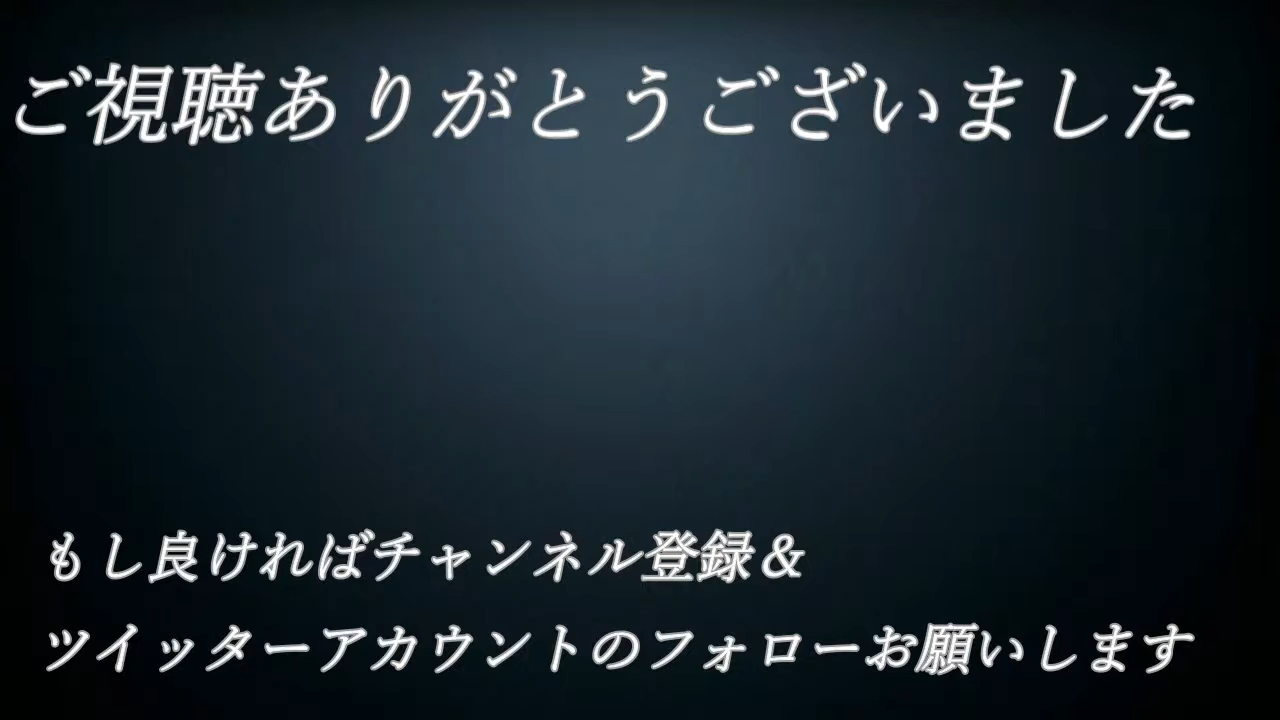 ご視聴ありがとうございました
もし良ければチャンネル登録＆
ツイッターアカウントのフォローお願いします